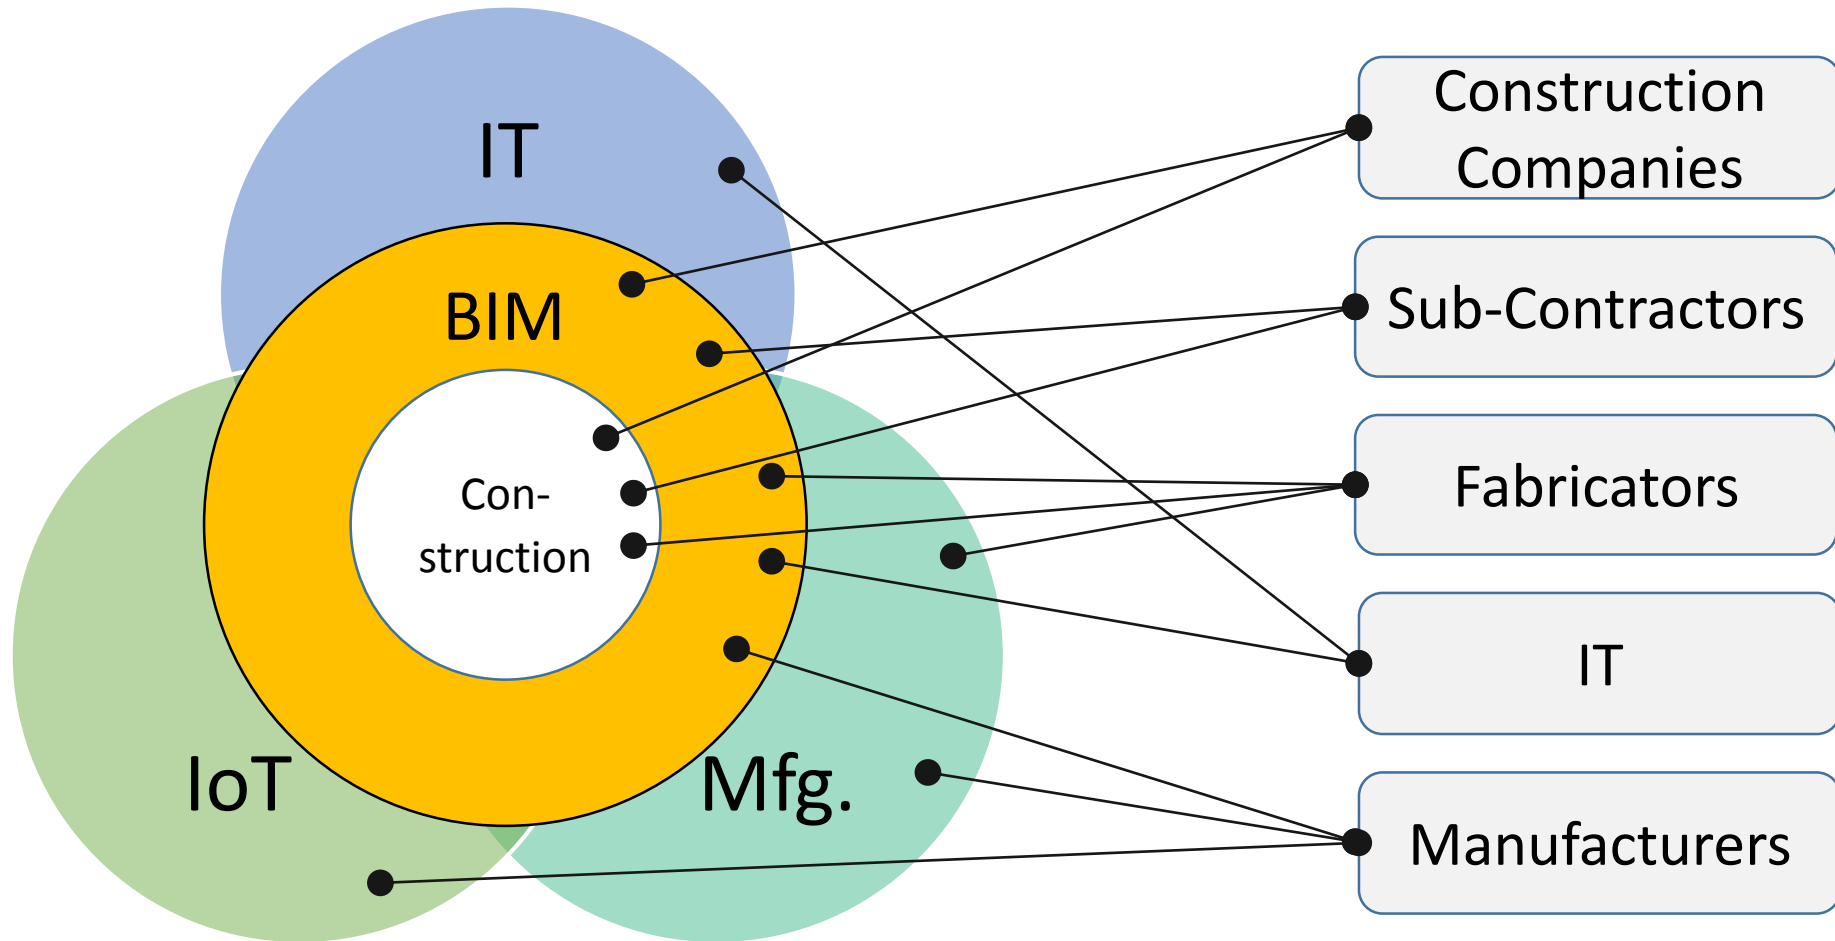 IT
BIM
Con-
struction
IoT
Mfg.
Construction
Companies
Sub-Contractors
Fabricators
IT
Manufacturers